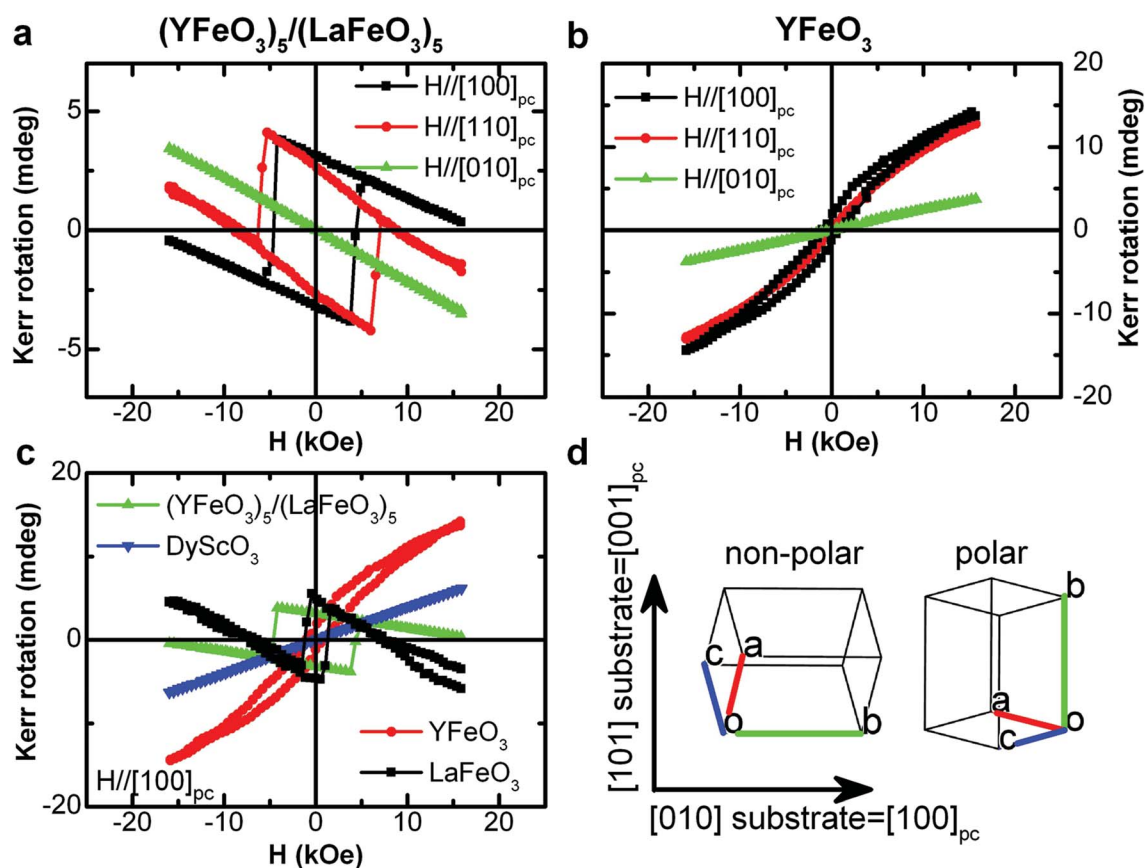 a
(YFeO3)5/(LaFeO3)5
H//[100]pc
H//[110]pc
H//[010]pc
5
0
-5
Kerr rotation (mdeg)
-20 -10 0 10 20
H (kOe)
b
YFeO3
H//[100]pc
H//[110]pc
H//[010]pc
20
10
0
-10
-20
Kerr rotation (mdeg)
-20 -10 0 10 20
H (kOe)
c
(YFeO3)5/(LaFeO3)5
DyScO3
YFeO3
LaFeO3
H//[100]pc
20
0
-20
Kerr rotation (mdeg)
-20 -10 0 10 20
H (kOe)
d
non-polar
polar
c a o b
b a c o
[101] substrate=[001]pc
[010] substrate=[100]pc